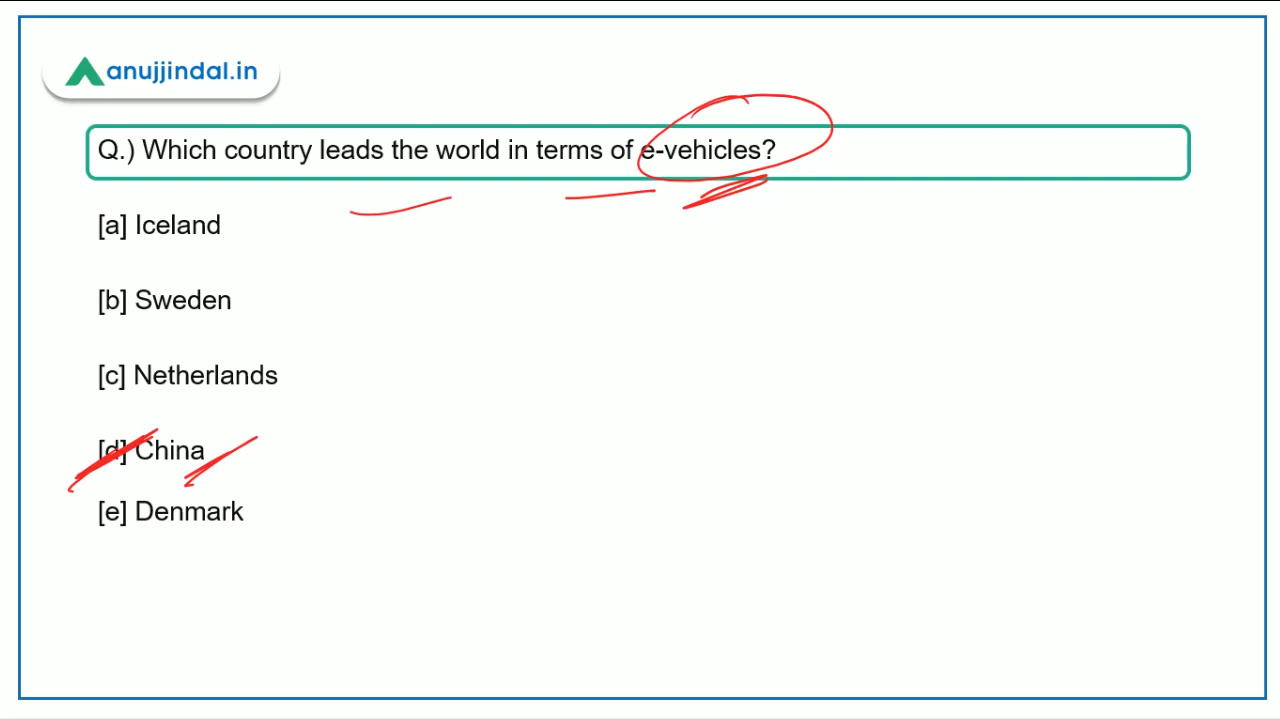 anujjindal.in
Q.) Which country leads the world in terms of e-vehicles?
[a] Iceland
[b] Sweden
[c] Netherlands
[d] China
[e] Denmark